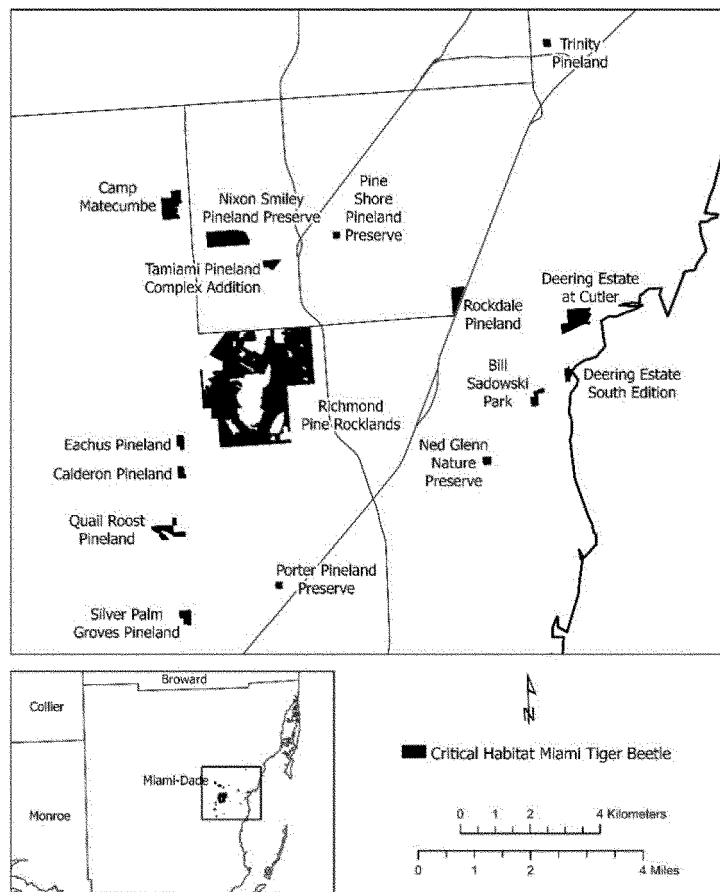 Trinity
Pineland
Camp
Matecumbe
Nixon Smiley
Pineland Preserve
Pine
Shore
Pineland
Preserve
Tamiami Pineland
Complex Addition
Rockdale
Pineland
Deering Estate
at Cutler
Bill
Sadowski
Park
Deering Estate
South Edition
Richmond
Pine Rocklands
Eachus Pineland
Calderon Pineland
Ned Glenn
Nature
Preserve
Quail Roost
Pineland
Porter Pineland
Preserve
Silver Palm
Groves Pineland
Broward
Collier
Miami-Dade
Monroe
N
Critical Habitat Miami Tiger Beetle
0 1 2 4 Kilometers
0 1 2 4 Miles